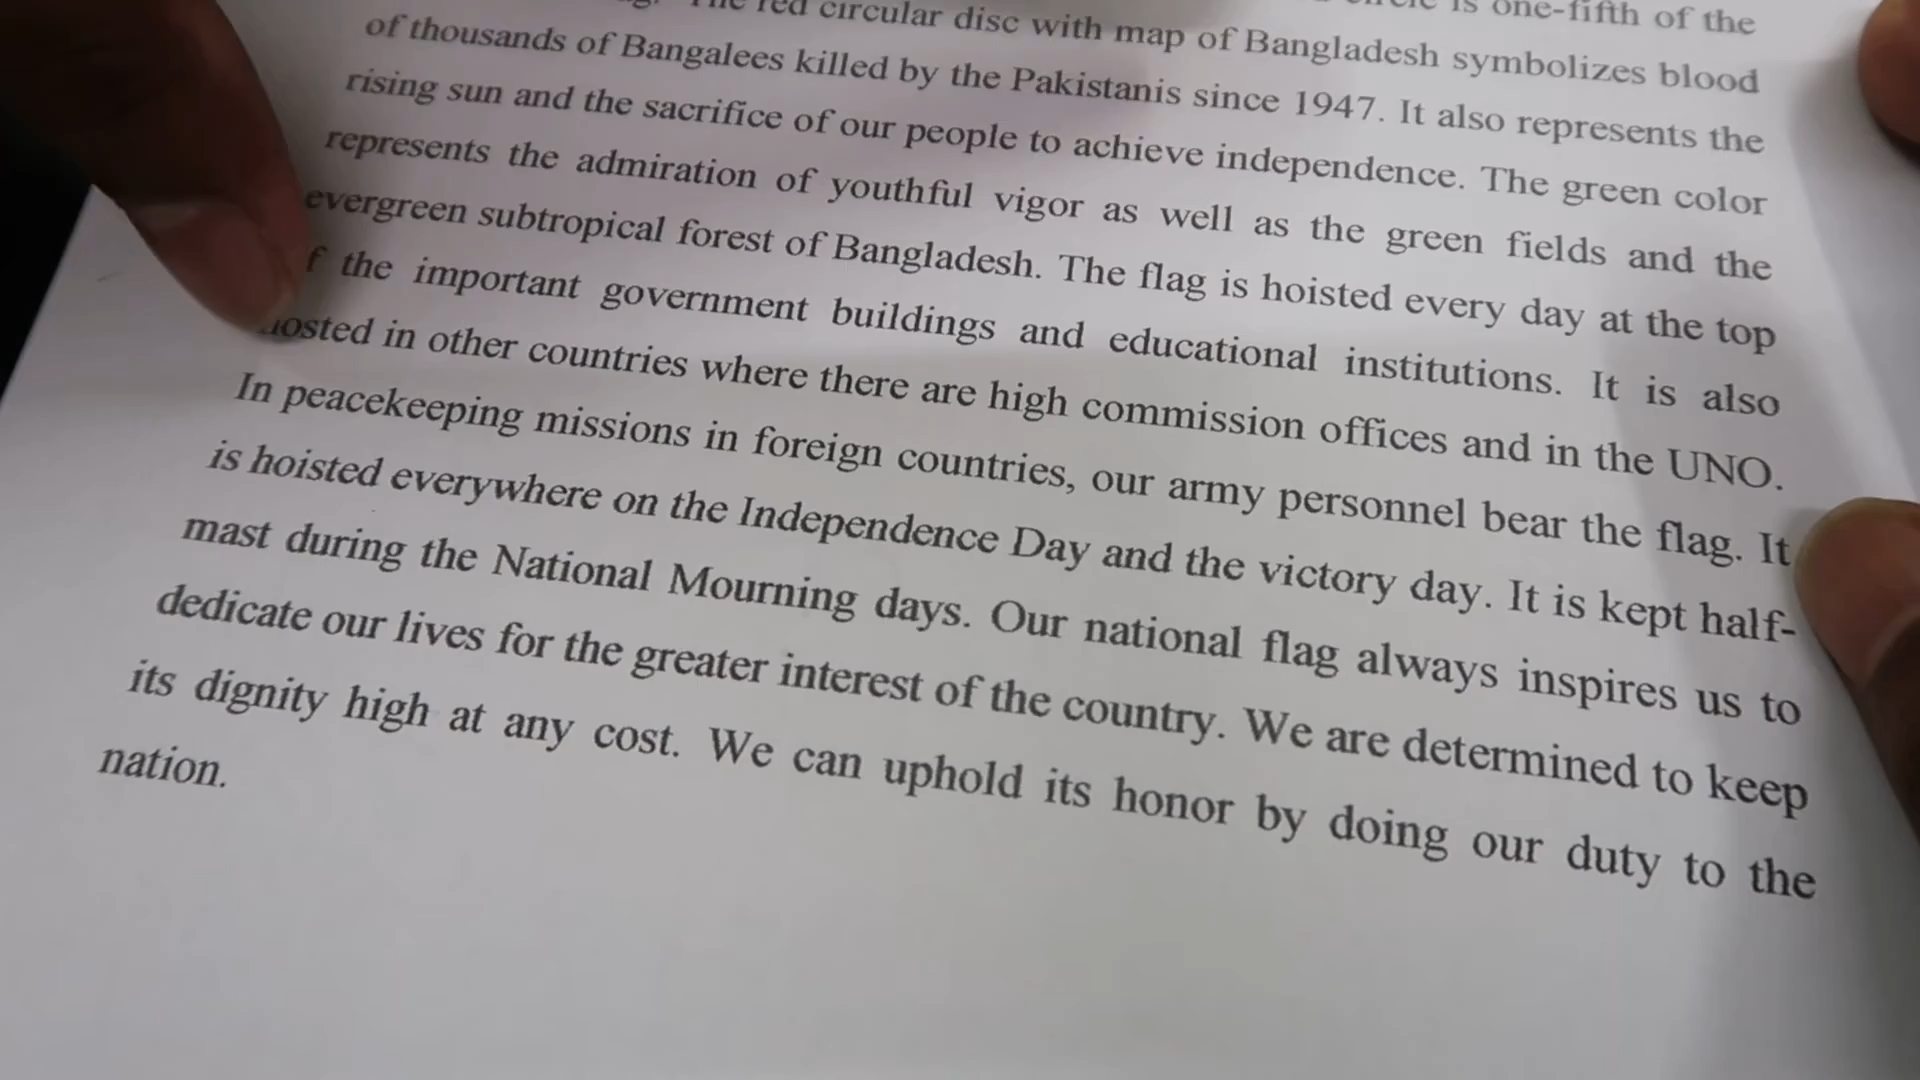 is one-fifth of the
The red circular disc with map of Bangladesh symbolizes blood
of thousands of Bangalees killed by the Pakistanis since 1947. It also represents the
rising sun and the sacrifice of our people to achieve independence. The green color
represents the admiration of youthful vigor as well as the green fields and the
evergreen subtropical forest of Bangladesh. The flag is hoisted every day at the top
the important government buildings and educational institutions. It is also
in other countries where there are high commission offices and in the UNO.
In peacekeeping missions in foreign countries, our army personnel bear the flag. It
is hoisted everywhere on the Independence Day and the victory day. It is kept half-
mast during the National Mourning days. Our national flag always inspires us to
dedicate our lives for the greater interest of the country. We are determined to keep
its dignity high at any cost. We can uphold its honor by doing our duty to the
nation.